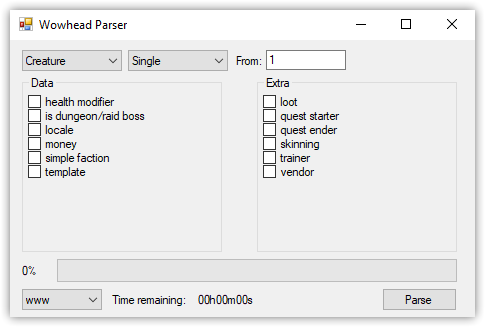 Wowhead Parser
Creature Single From: 1
Data Extra
health modifier loot
is dungeon/raid boss quest starter
locale quest ender
money skinning
simple faction trainer
template vendor
0%
www Time remaining: 00h00m00s Parse